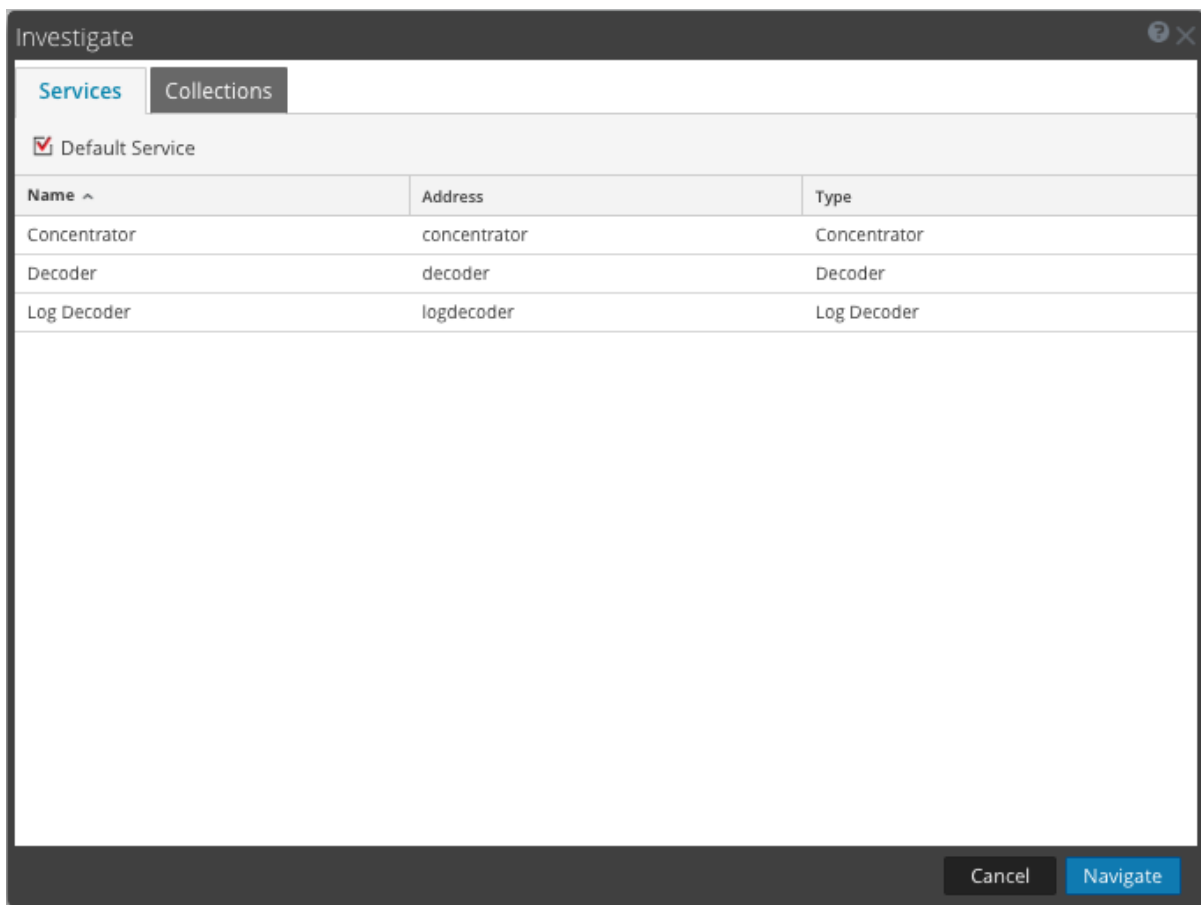 Investigate
Services Collections
Default Service
Name Address Type
Concentrator concentrator Concentrator
Decoder decoder Decoder
Log Decoder logdecoder Log Decoder
Cancel Navigate